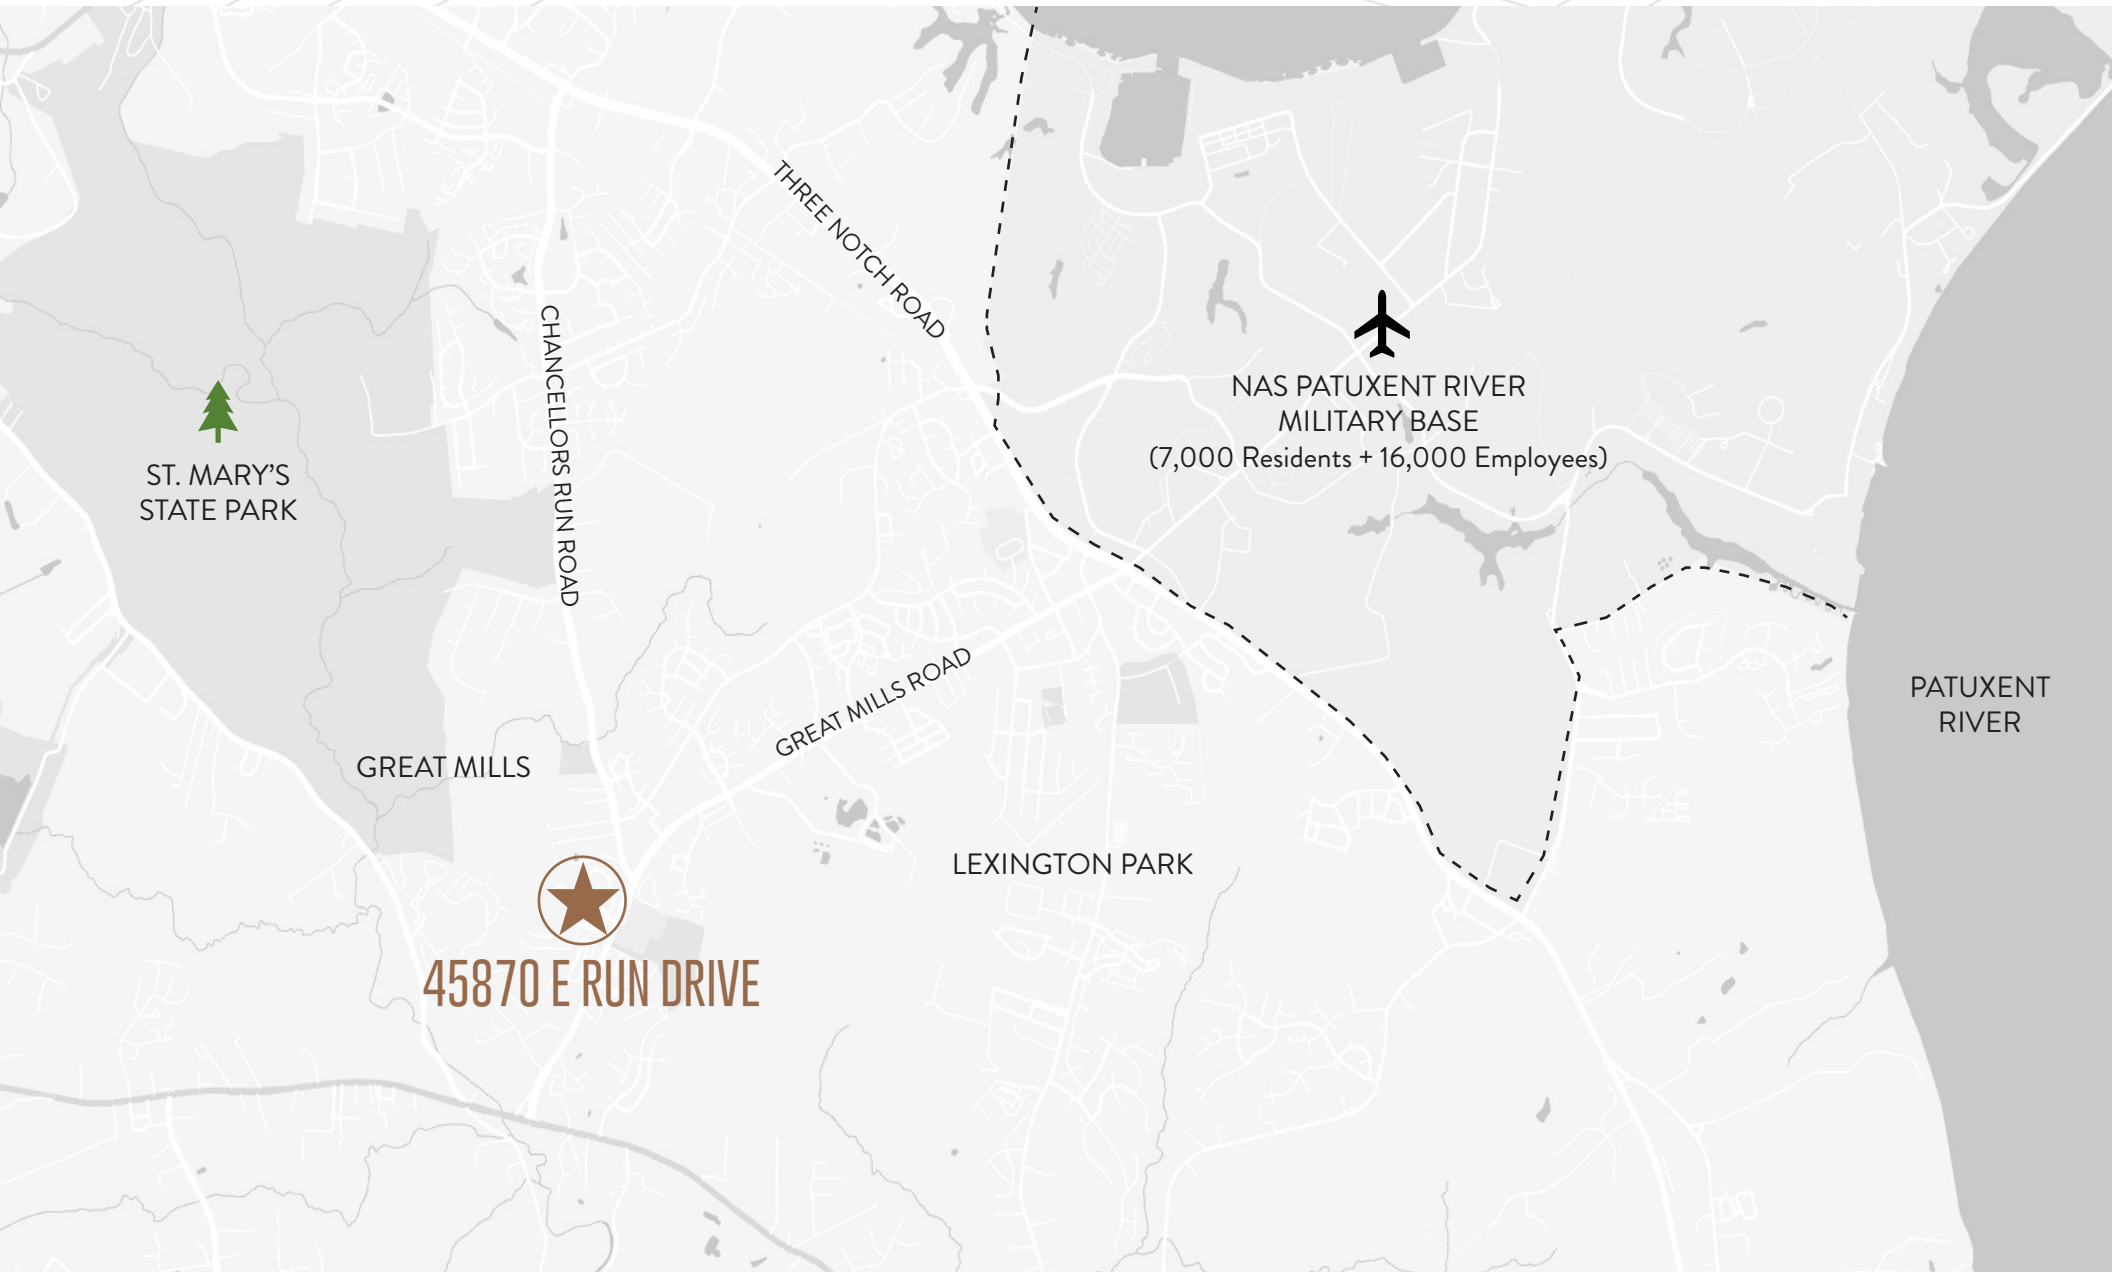 THREE NOTCH ROAD
CHANCELLORS RUN ROAD
NAS PATUXENT RIVER
MILITARY BASE
(7,000 Residents + 16,000 Employees)
ST. MARY’S
STATE PARK
GREAT MILLS ROAD
PATUXENT
RIVER
GREAT MILLS
LEXINGTON PARK
45870 E RUN DRIVE